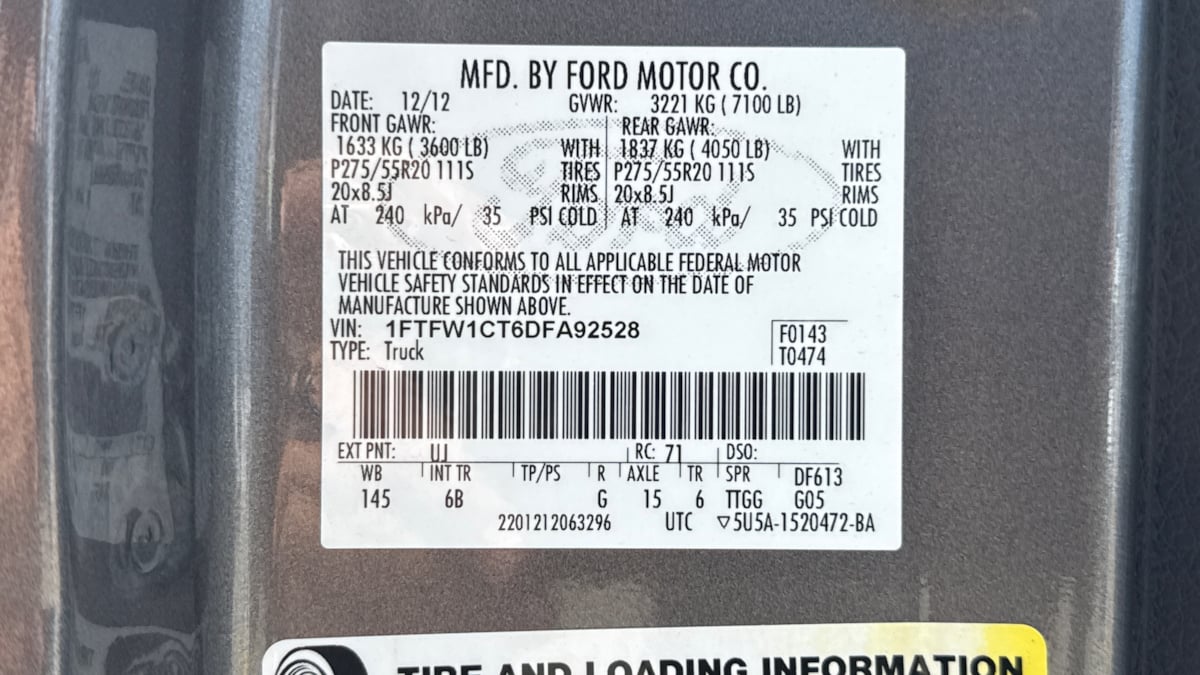 MFD. BY FORD MOTOR CO.
DATE: 12/12 GVWR: 3221 KG ( 7100 LB)
FRONT GAWR: REAR GAWR:
1633 KG ( 3600 LB) WITH 1837 KG ( 4050 LB) WITH
P275/55R20 111S TIRES P275/55R20 111S TIRES
20x8.5J RIMS 20x8.5J RIMS
AT 240 kPa/ 35 PSI COLD AT 240 kPa/ 35 PSI COLD
THIS VEHICLE CONFORMS TO ALL APPLICABLE FEDERAL MOTOR
VEHICLE SAFETY STANDARDS IN EFFECT ON THE DATE OF
MANUFACTURE SHOWN ABOVE.
VIN: 1FTFW1CT6DFA92528 F0143
TYPE: Truck T0474
EXT PNT: UJ RC: 71 DSO:
WB INT TR TP/PS R AXLE TR SPR DF613
145 6B G 15 6 TTGG G05
2201212063296 UTC ▽5U5A-1520472-BA
TIRE AND LOADING INFORMATION